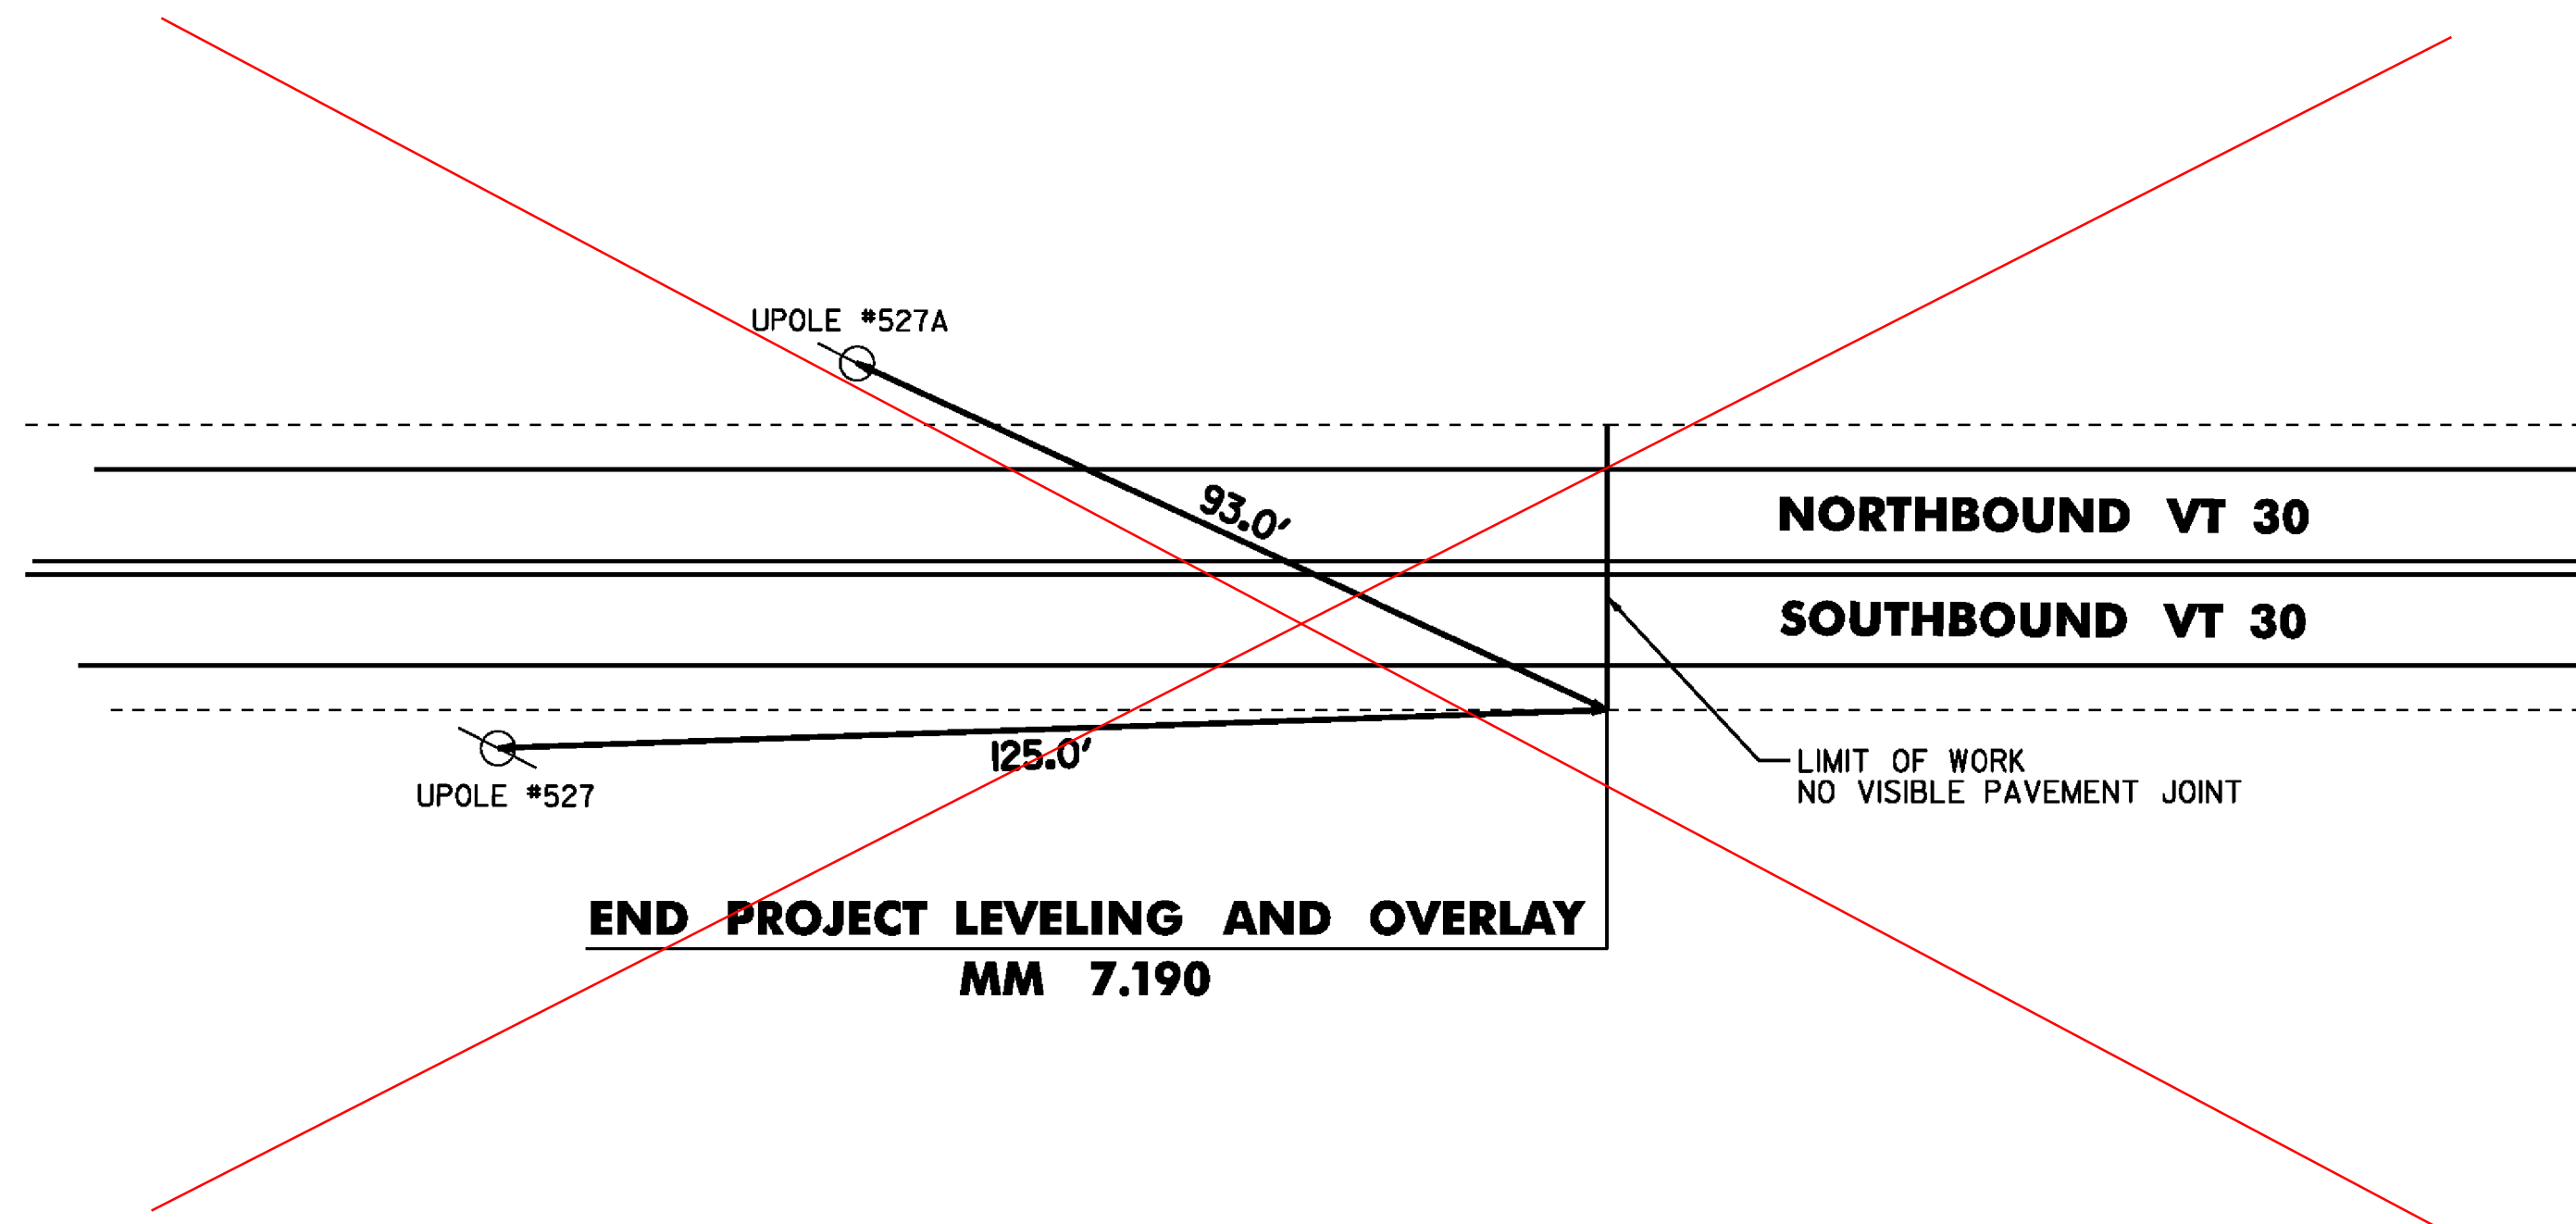 UPOLE #527A
93.0'
NORTHBOUND VT 30
SOUTHBOUND VT 30
125.0'
UPOLE #527
LIMIT OF WORK
NO VISIBLE PAVEMENT JOINT
END PROJECT LEVELING AND OVERLAY
MM 7.190